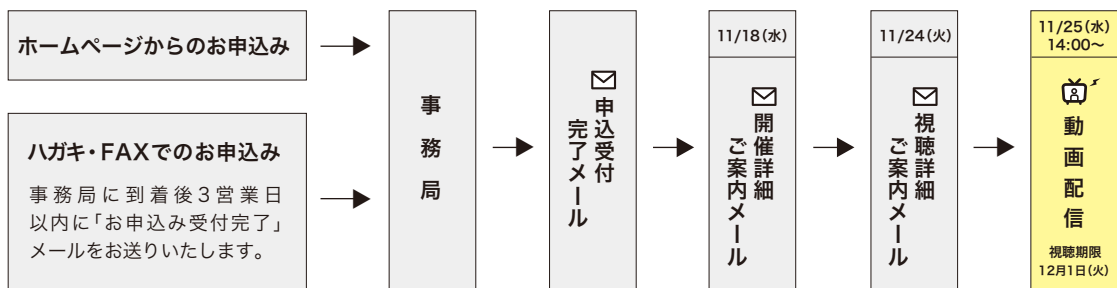 ホームページからのお申込み
ハガキ・FAXでのお申込み
事務局に到着後3営業日
以内に「お申込み受付完了」
メールをお送りいたします。
事務局
申込受付
完了メール
11/18(水)
開催詳細
ご案内メール
11/24(火)
視聴詳細
ご案内メール
11/25(水)
14:00〜
動画配信
視聴期限
12月1日(火)